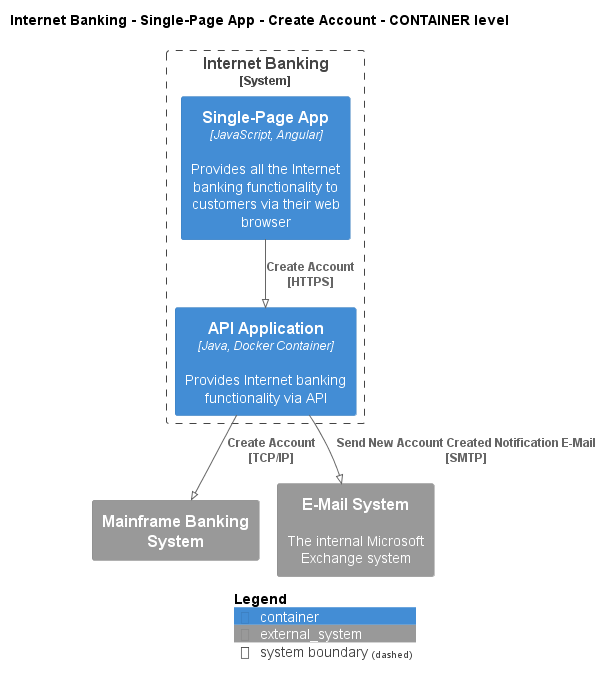 Internet Banking - Single-Page App - Create Account - CONTAINER level
Internet Banking
[System]
Single-Page App
[JavaScript, Angular]
Provides all the Internet
banking functionality to
customers via their web
browser
Create Account
[HTTPS]
API Application
[Java, Docker Container]
Provides Internet banking
functionality via API
Create Account
[TCP/IP]
Send New Account Created Notification E-Mail
[SMTP]
Mainframe Banking
System
E-Mail System
The internal Microsoft
Exchange system
Legend
container
external_system
system boundary (dashed)